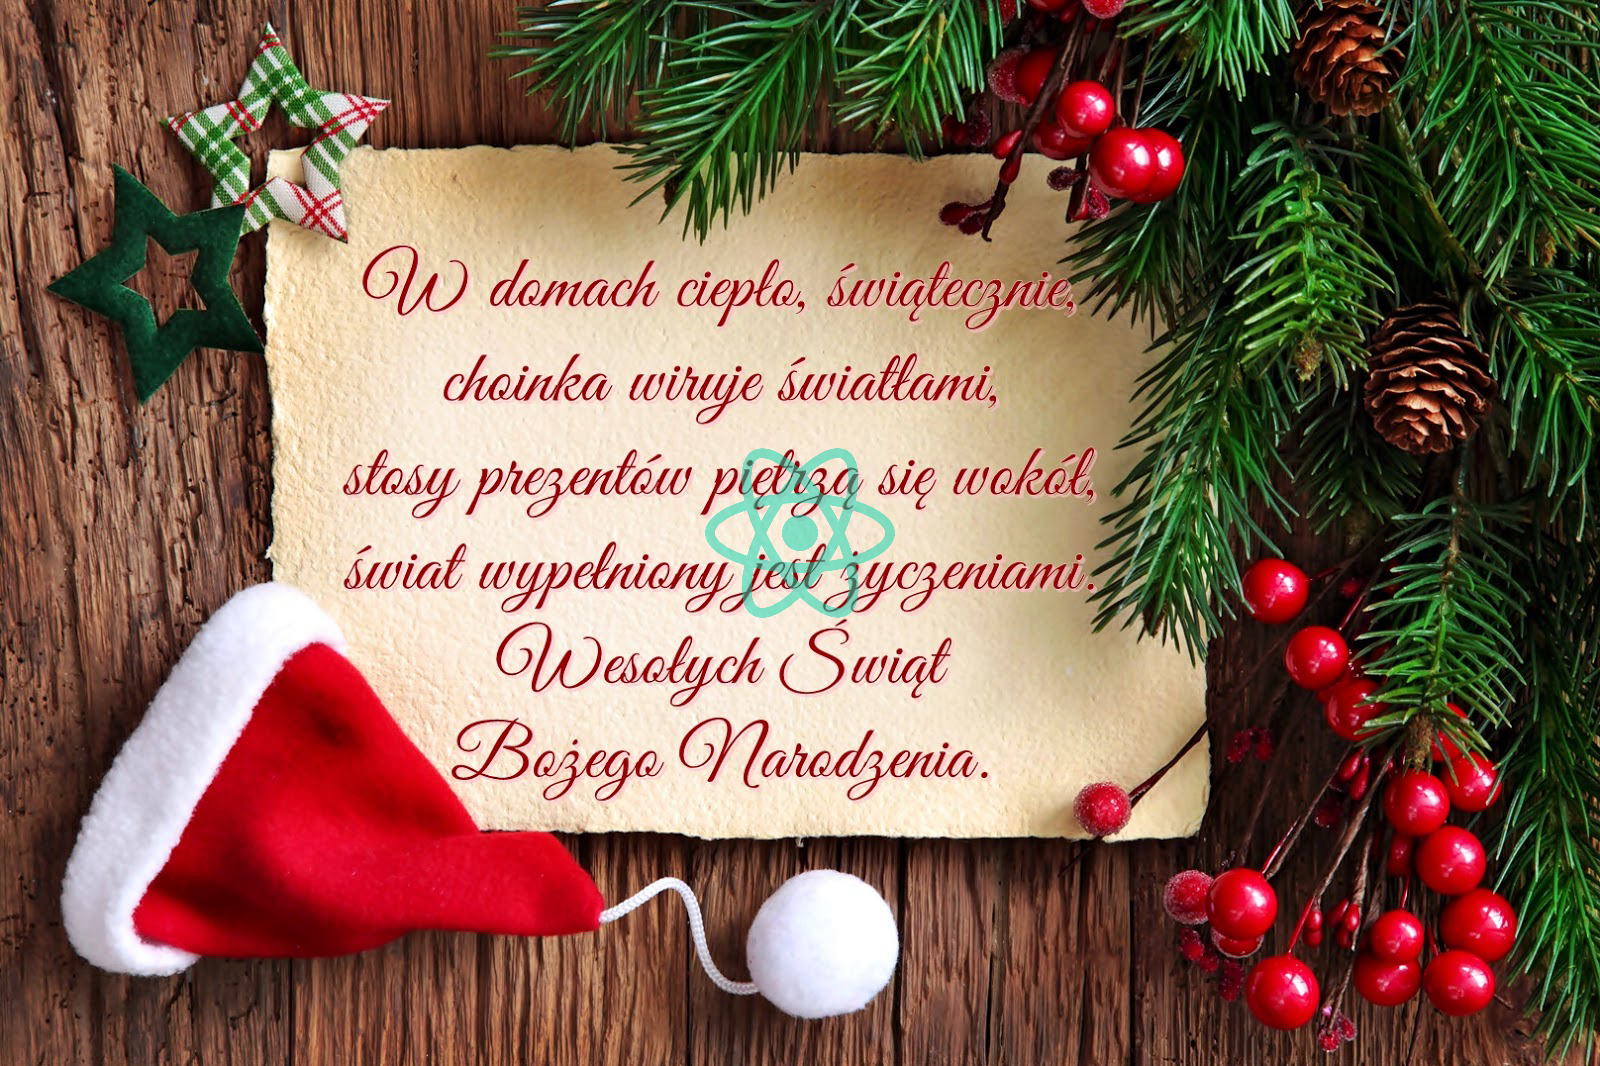 W domach ciepło, świątecznie,
choinka wiruje światłami,
stosy prezentów piętrzą się wokół,
świat wypełniony jest życzeniami.
Wesołych Świąt
Bożego Narodzenia.